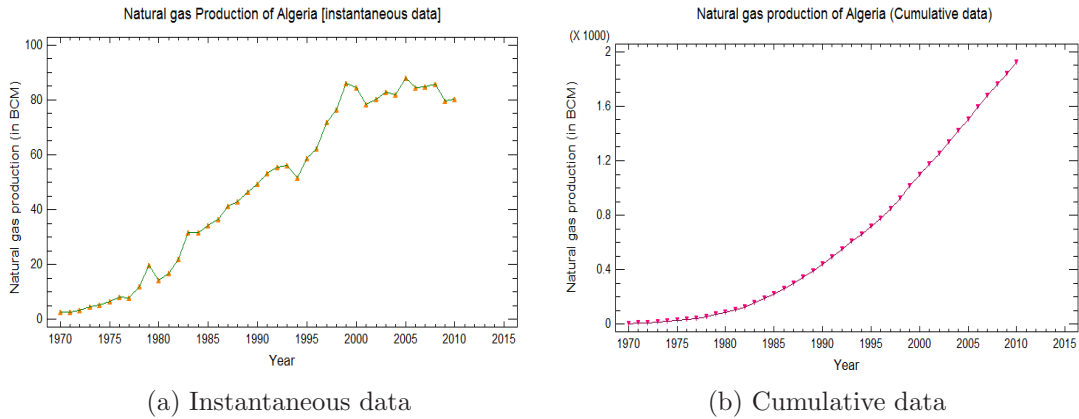 Natural gas Production of Algeria [instantaneous data]
Natural gas production (in BCM)
100
80
60
40
20
0
1970 1975 1980 1985 1990 1995 2000 2005 2010 2015
Year
(a) Instantaneous data
Natural gas production of Algeria (Cumulative data)
(X 1000)
Natural gas production (in BCM)
2
1.6
1.2
0.8
0.4
0
1970 1975 1980 1985 1990 1995 2000 2005 2010 2015
Year
(b) Cumulative data